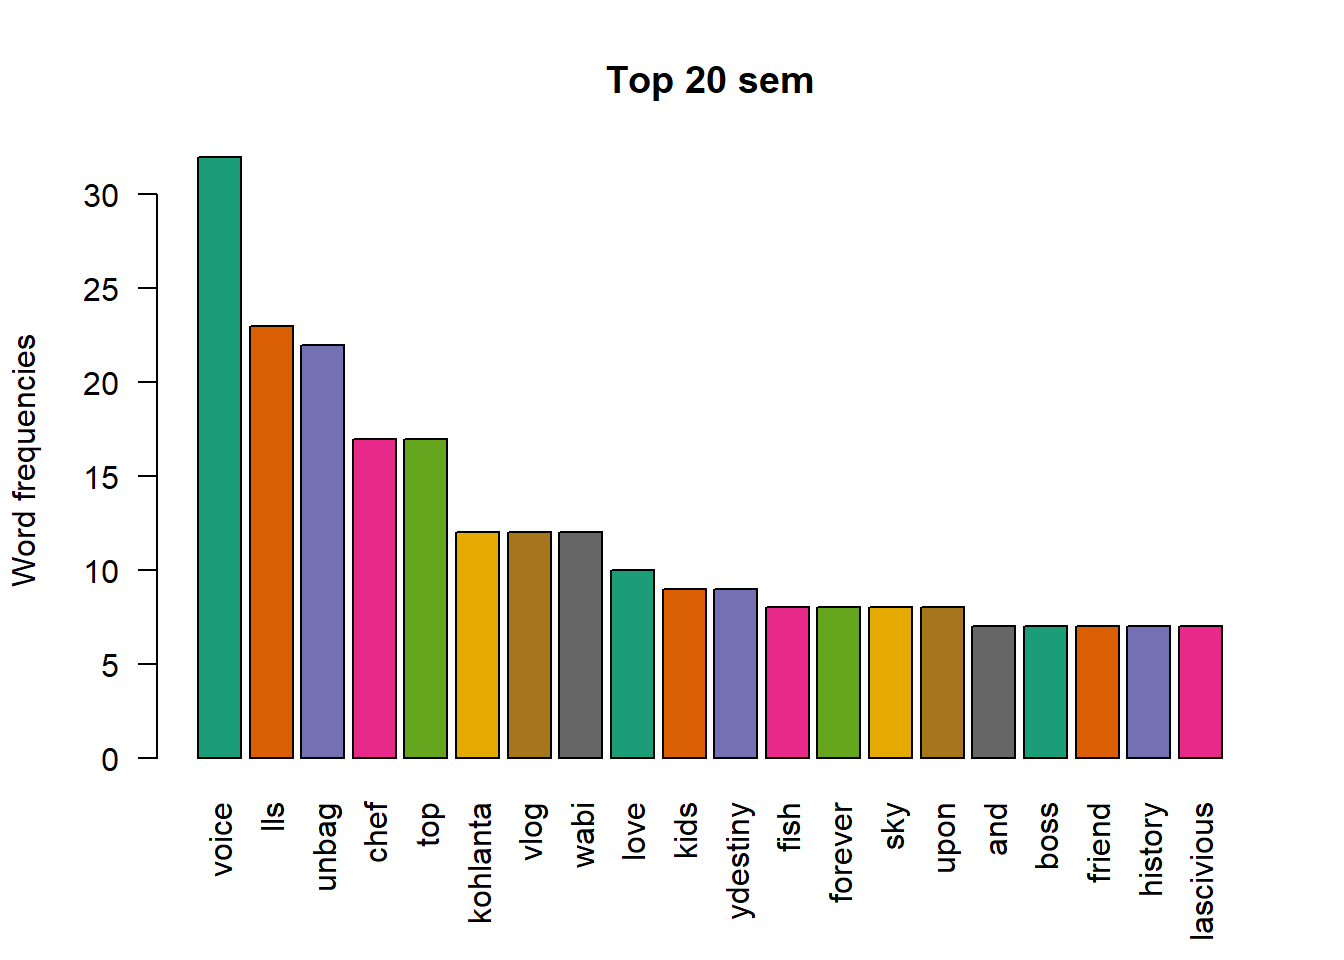 Top 20 sem
Word frequencies
30
25
20
15
10
5
0
voice
lls
unbag
chef
top
kohlanta
vlog
wabi
love
kids
ydestiny
fish
forever
sky
upon
and
boss
friend
history
lascivious